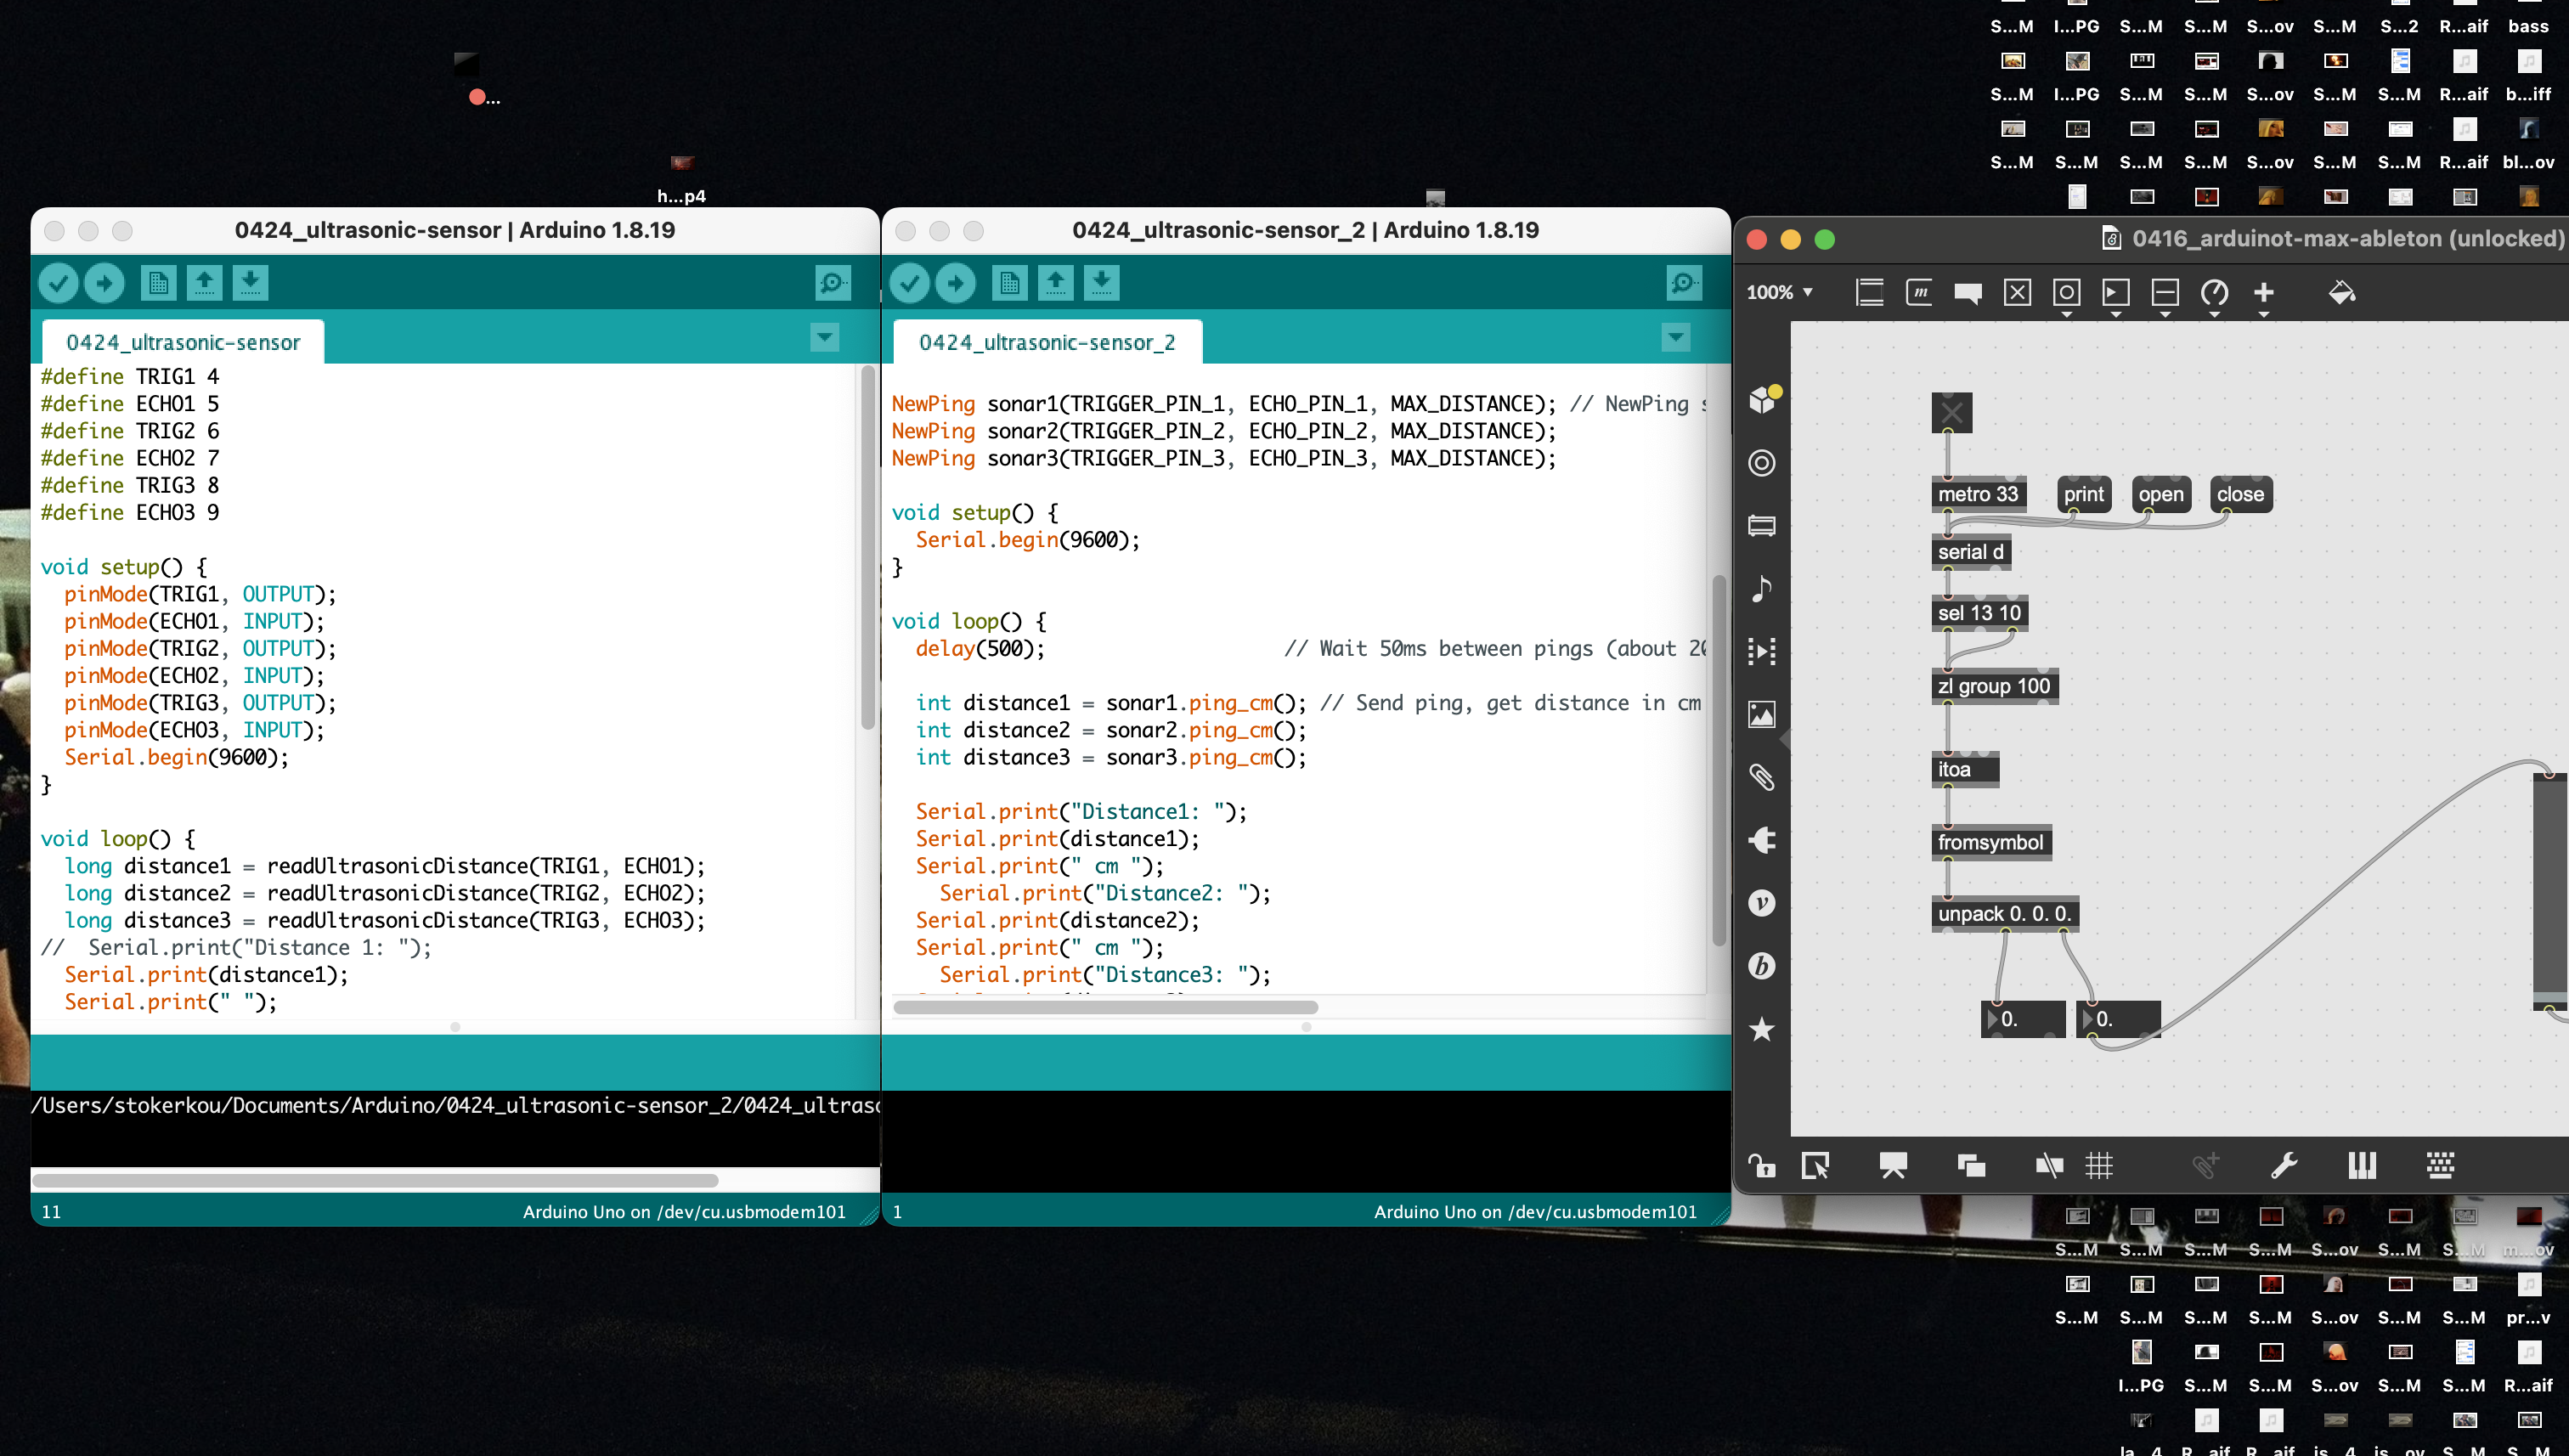 S...M I...PG S...M S...M S...ov S...M S...2 R...aif bass
S...M I...PG S...M S...M S...ov S...M S...M R...aif b...iff
S...M S...M S...M S...M S...ov S...M S...M R...aif bl...ov
...
h...p4
0424_ultrasonic-sensor | Arduino 1.8.19
0424_ultrasonic-sensor
#define TRIG1 4
#define ECHO1 5
#define TRIG2 6
#define ECHO2 7
#define TRIG3 8
#define ECHO3 9
void setup() {
pinMode(TRIG1, OUTPUT);
pinMode(ECHO1, INPUT);
pinMode(TRIG2, OUTPUT);
pinMode(ECHO2, INPUT);
pinMode(TRIG3, OUTPUT);
pinMode(ECHO3, INPUT);
Serial.begin(9600);
}
void loop() {
long distance1 = readUltrasonicDistance(TRIG1, ECHO1);
long distance2 = readUltrasonicDistance(TRIG2, ECHO2);
long distance3 = readUltrasonicDistance(TRIG3, ECHO3);
//  Serial.print("Distance 1: ");
Serial.print(distance1);
Serial.print(" ");
/Users/stokerkou/Documents/Arduino/0424_ultrasonic-sensor_2/0424_ultraso
11
Arduino Uno on /dev/cu.usbmodem101
0424_ultrasonic-sensor_2 | Arduino 1.8.19
0424_ultrasonic-sensor_2
NewPing sonar1(TRIGGER_PIN_1, ECHO_PIN_1, MAX_DISTANCE); // NewPing s
NewPing sonar2(TRIGGER_PIN_2, ECHO_PIN_2, MAX_DISTANCE);
NewPing sonar3(TRIGGER_PIN_3, ECHO_PIN_3, MAX_DISTANCE);
void setup() {
Serial.begin(9600);
}
void loop() {
delay(500); // Wait 50ms between pings (about 20
int distance1 = sonar1.ping_cm(); // Send ping, get distance in cm
int distance2 = sonar2.ping_cm();
int distance3 = sonar3.ping_cm();
Serial.print("Distance1: ");
Serial.print(distance1);
Serial.print(" cm ");
Serial.print("Distance2: ");
Serial.print(distance2);
Serial.print(" cm ");
Serial.print("Distance3: ");
1
Arduino Uno on /dev/cu.usbmodem101
0416_arduinot-max-ableton (unlocked)
100%
m
metro 33
print
open
close
serial d
sel 13 10
zl group 100
itoa
fromsymbol
unpack 0. 0. 0.
0.
0.
v
b
S...M S...M S...M S...M S...ov S...M S...M m...ov
S...M S...M S...M S...M S...ov S...M S...M pr...v
I...PG S...M S...M S...ov S...M S...M R...aif